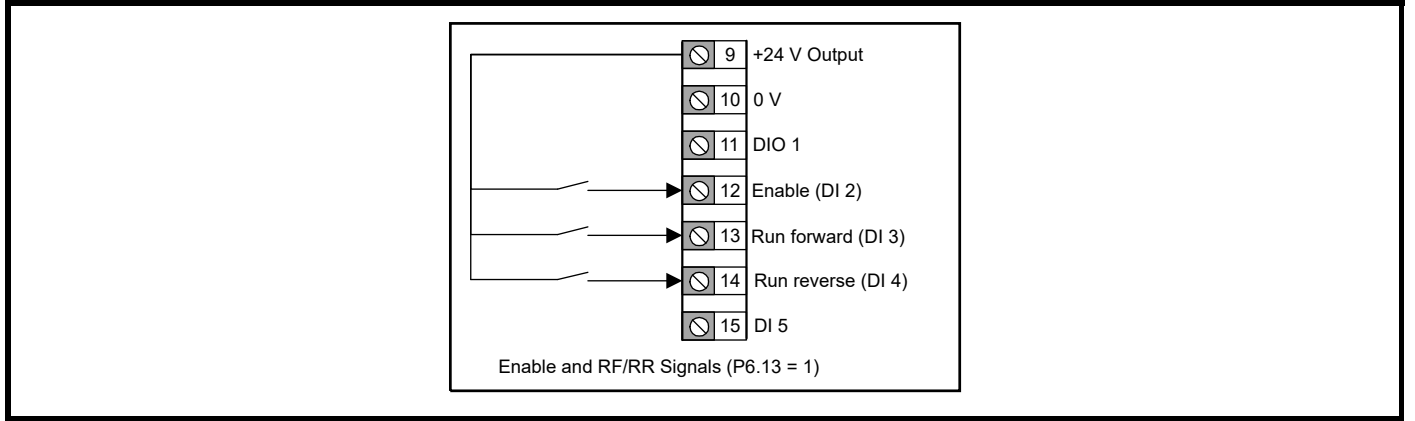 9 +24 V Output
10 0 V
11 DIO 1
12 Enable (DI 2)
13 Run forward (DI 3)
14 Run reverse (DI 4)
15 DI 5
Enable and RF/RR Signals (P6.13 = 1)